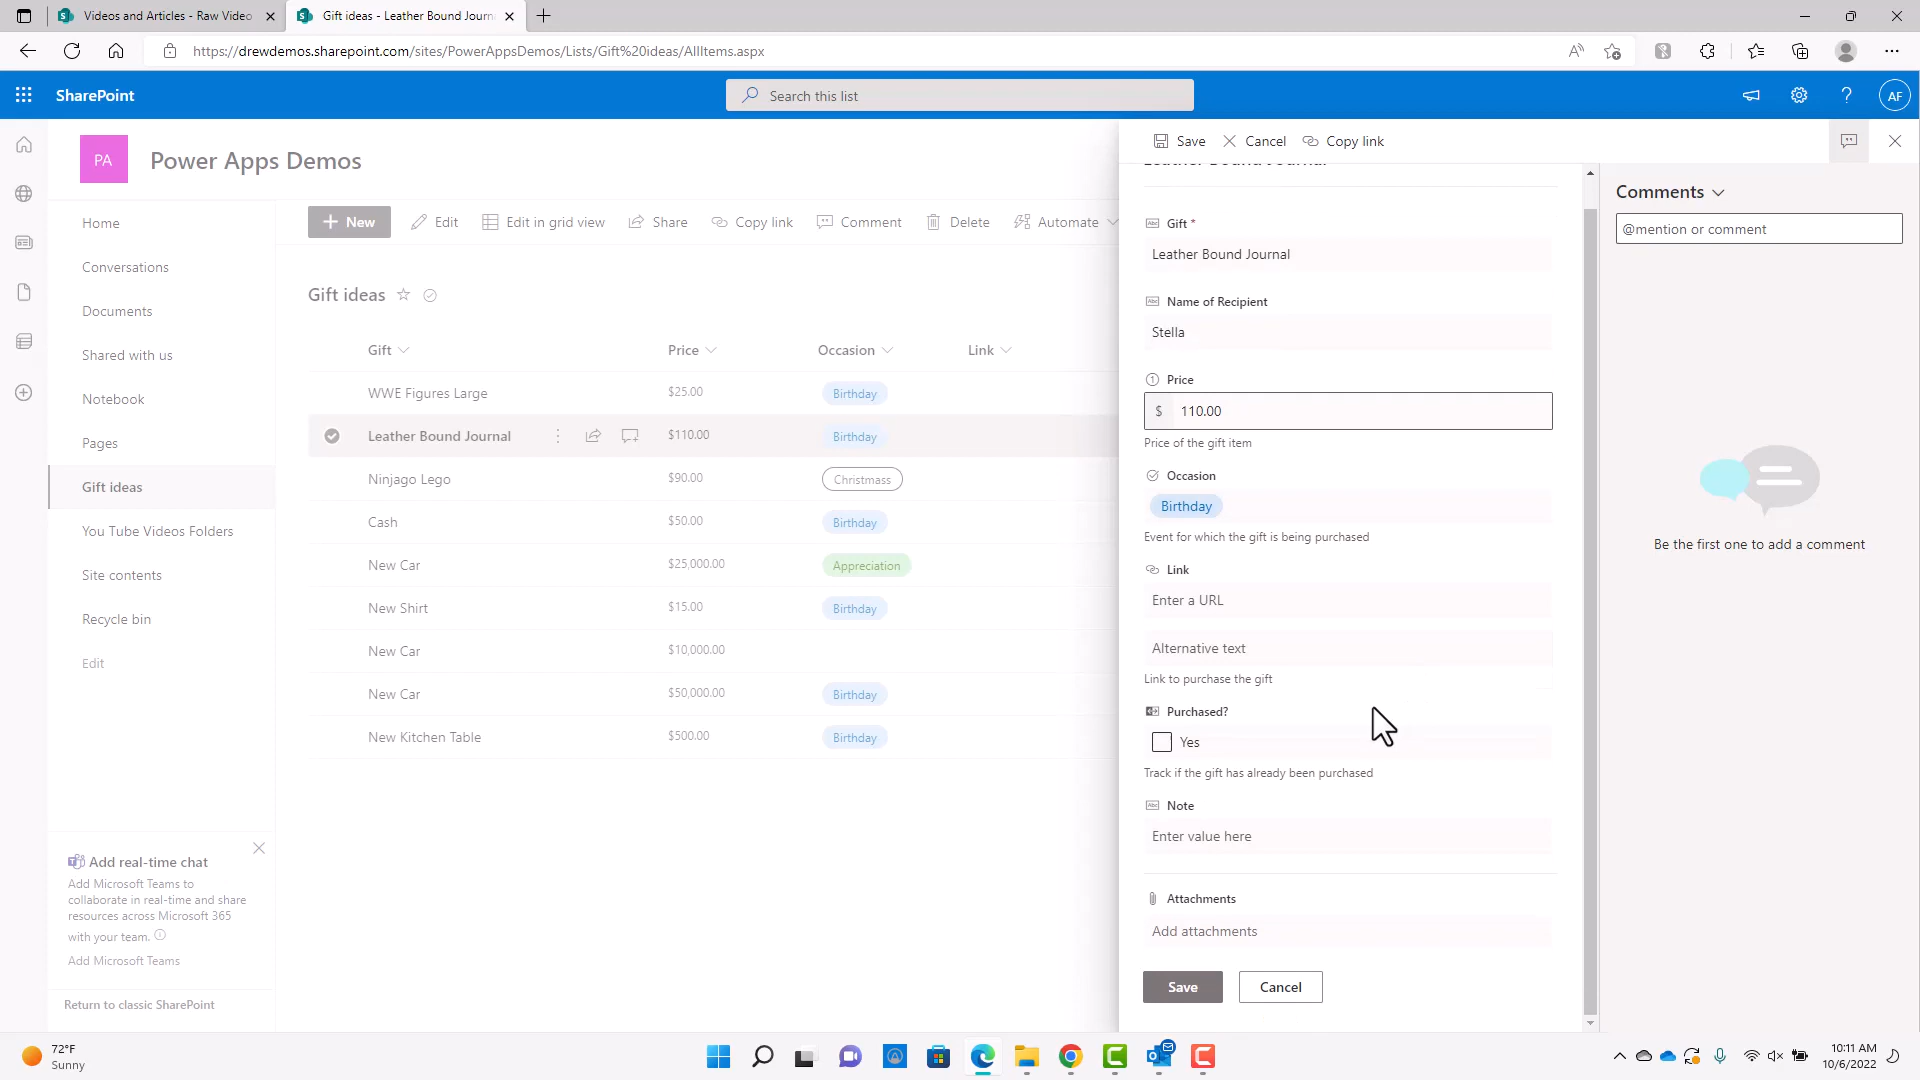 Videos and Articles - Raw Video
Gift ideas - Leather Bound Journ
https://drewdemos.sharepoint.com/sites/PowerAppsDemos/Lists/Gift%20ideas/AllItems.aspx
SharePoint
Search this list
AF
PA
Power Apps Demos
Home
Conversations
Documents
Shared with us
Notebook
Pages
Gift ideas
You Tube Videos Folders
Site contents
Recycle bin
Edit
Add real-time chat
Add Microsoft Teams to
collaborate in real-time and share
resources across Microsoft 365
with your team.
Add Microsoft Teams
Return to classic SharePoint
New
Edit
Edit in grid view
Share
Copy link
Comment
Delete
Automate
Gift ideas
Gift Price Occasion Link
WWE Figures Large $25.00 Birthday
Leather Bound Journal $110.00 Birthday
Ninjago Lego $90.00 Christmass
Cash $50.00 Birthday
New Car $25,000.00 Appreciation
New Shirt $15.00 Birthday
New Car $10,000.00
New Car $50,000.00 Birthday
New Kitchen Table $500.00 Birthday
Save Cancel Copy link
Leather Bound Journal
Gift *
Leather Bound Journal
Name of Recipient
Stella
Price
$ 110.00
Price of the gift item
Occasion
Birthday
Event for which the gift is being purchased
Link
Enter a URL
Alternative text
Link to purchase the gift
Purchased?
Yes
Track if the gift has already been purchased
Note
Enter value here
Attachments
Add attachments
Save Cancel
Comments
@mention or comment
Be the first one to add a comment
72°F
Sunny
10:11 AM
10/6/2022